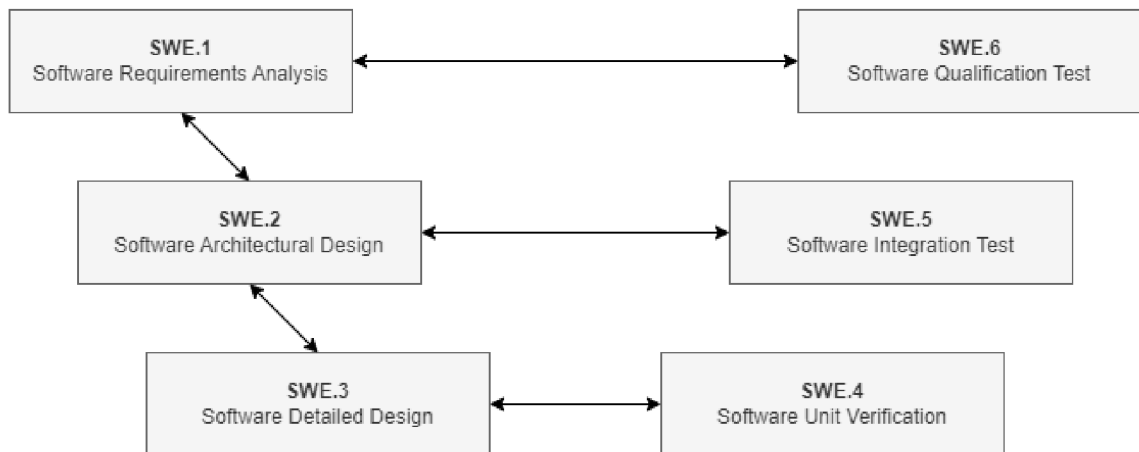 SWE.1
Software Requirements Analysis
SWE.6
Software Qualification Test
SWE.2
Software Architectural Design
SWE.5
Software Integration Test
SWE.3
Software Detailed Design
SWE.4
Software Unit Verification